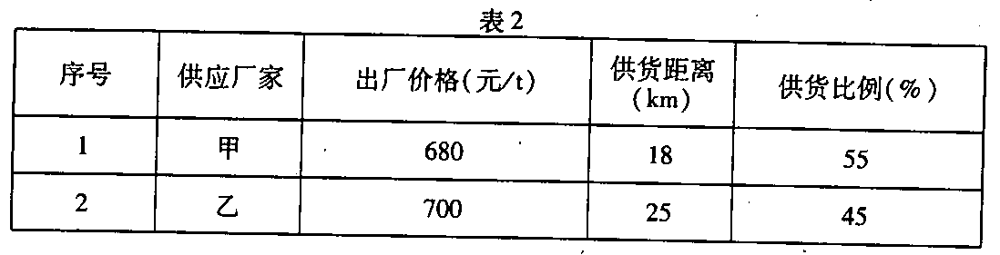 表2
序号 供应厂家 出厂价格(元/t) 供货距离(km) 供货比例(%)
1 甲 680 18 55
2 乙 700 25 45